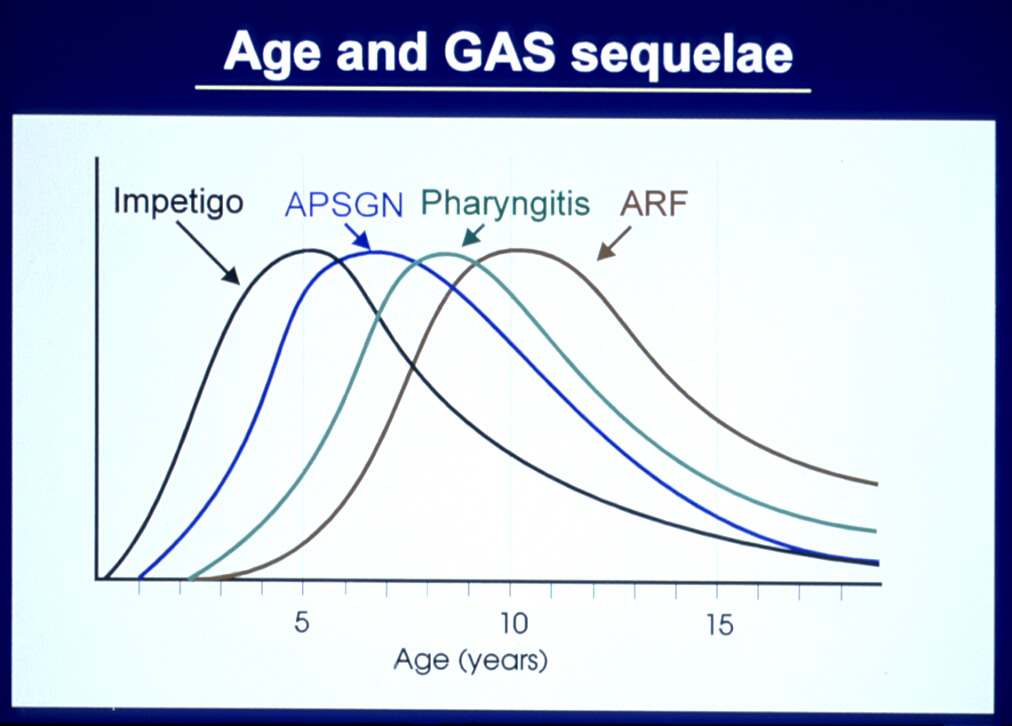 Age and GAS sequelae
Impetigo APSGN Pharyngitis ARF
5 10 15
Age (years)